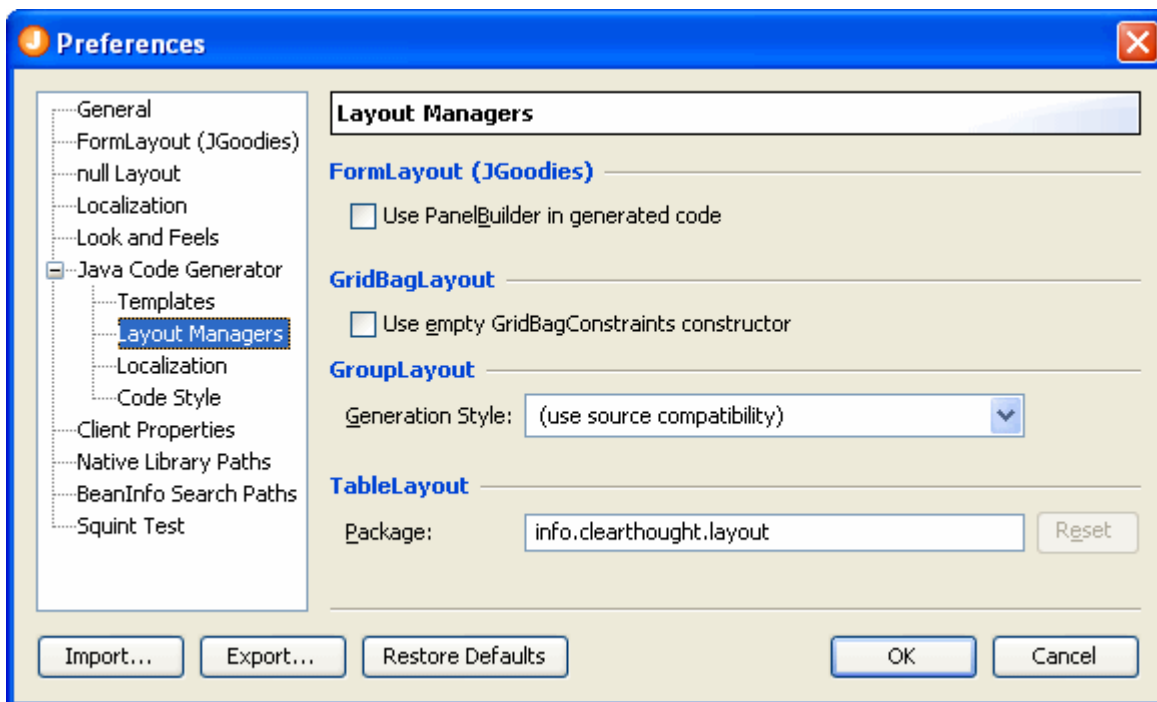 Preferences
General
FormLayout (JGoodies)
null Layout
Localization
Look and Feels
Java Code Generator
Templates
Layout Managers
Localization
Code Style
Client Properties
Native Library Paths
BeanInfo Search Paths
Squint Test
Layout Managers
FormLayout (JGoodies)
Use PanelBuilder in generated code
GridBagLayout
Use empty GridBagConstraints constructor
GroupLayout
Generation Style: (use source compatibility)
TableLayout
Package: info.clearthought.layout Reset
Import... Export... Restore Defaults OK Cancel